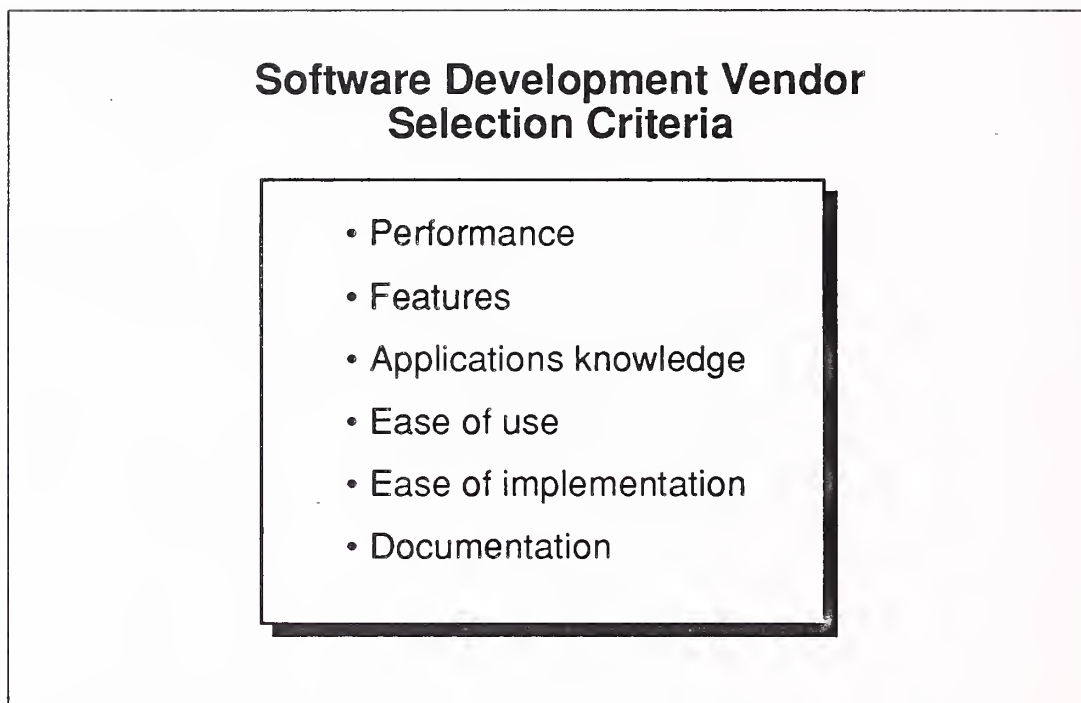 Software Development Vendor
Selection Criteria
• Performance
• Features
• Applications knowledge
• Ease of use
• Ease of implementation
• Documentation